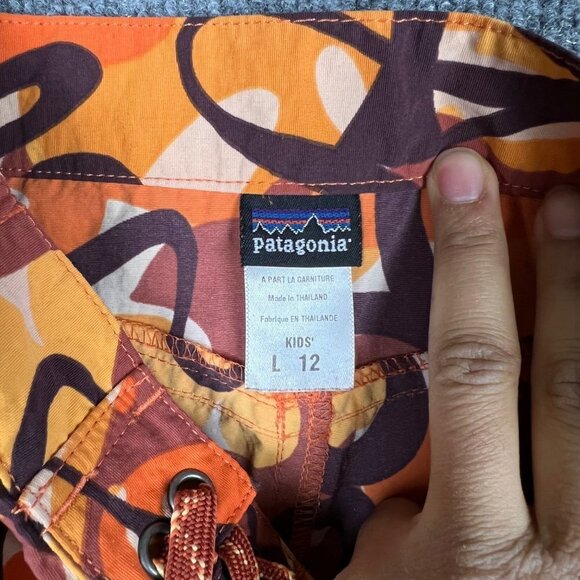 patagonia®
A PART LA GARNITURE
Made in THAILAND
Fabriqué EN THAILANDE
KIDS'
L 12